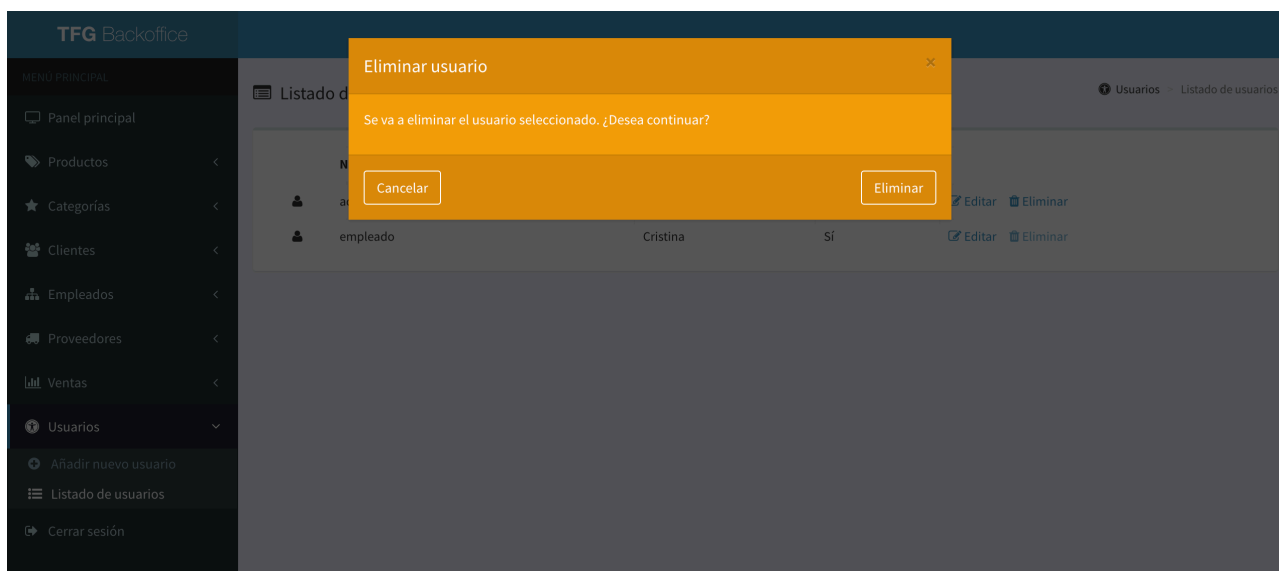 TFG Backoffice
MENÚ PRINCIPAL
Panel principal
Productos
Categorías
Clientes
Empleados
Proveedores
Ventas
Usuarios
Añadir nuevo usuario
Listado de usuarios
Cerrar sesión
Eliminar usuario ×
Se va a eliminar el usuario seleccionado. ¿Desea continuar?
Cancelar Eliminar
Listado d
Usuarios > Listado de usuarios
N
a
Editar Eliminar
empleado Cristina Sí Editar Eliminar